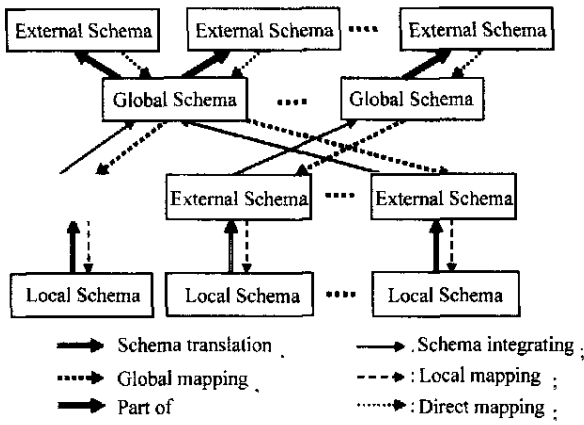 External Schema External Schema •••• External Schema
Global Schema •••• Global Schema
External Schema •••• External Schema
Local Schema Local Schema •••• Local Schema
Schema translation . : Schema integrating ;
Global mapping . : Local mapping ;
Part of : Direct mapping ;